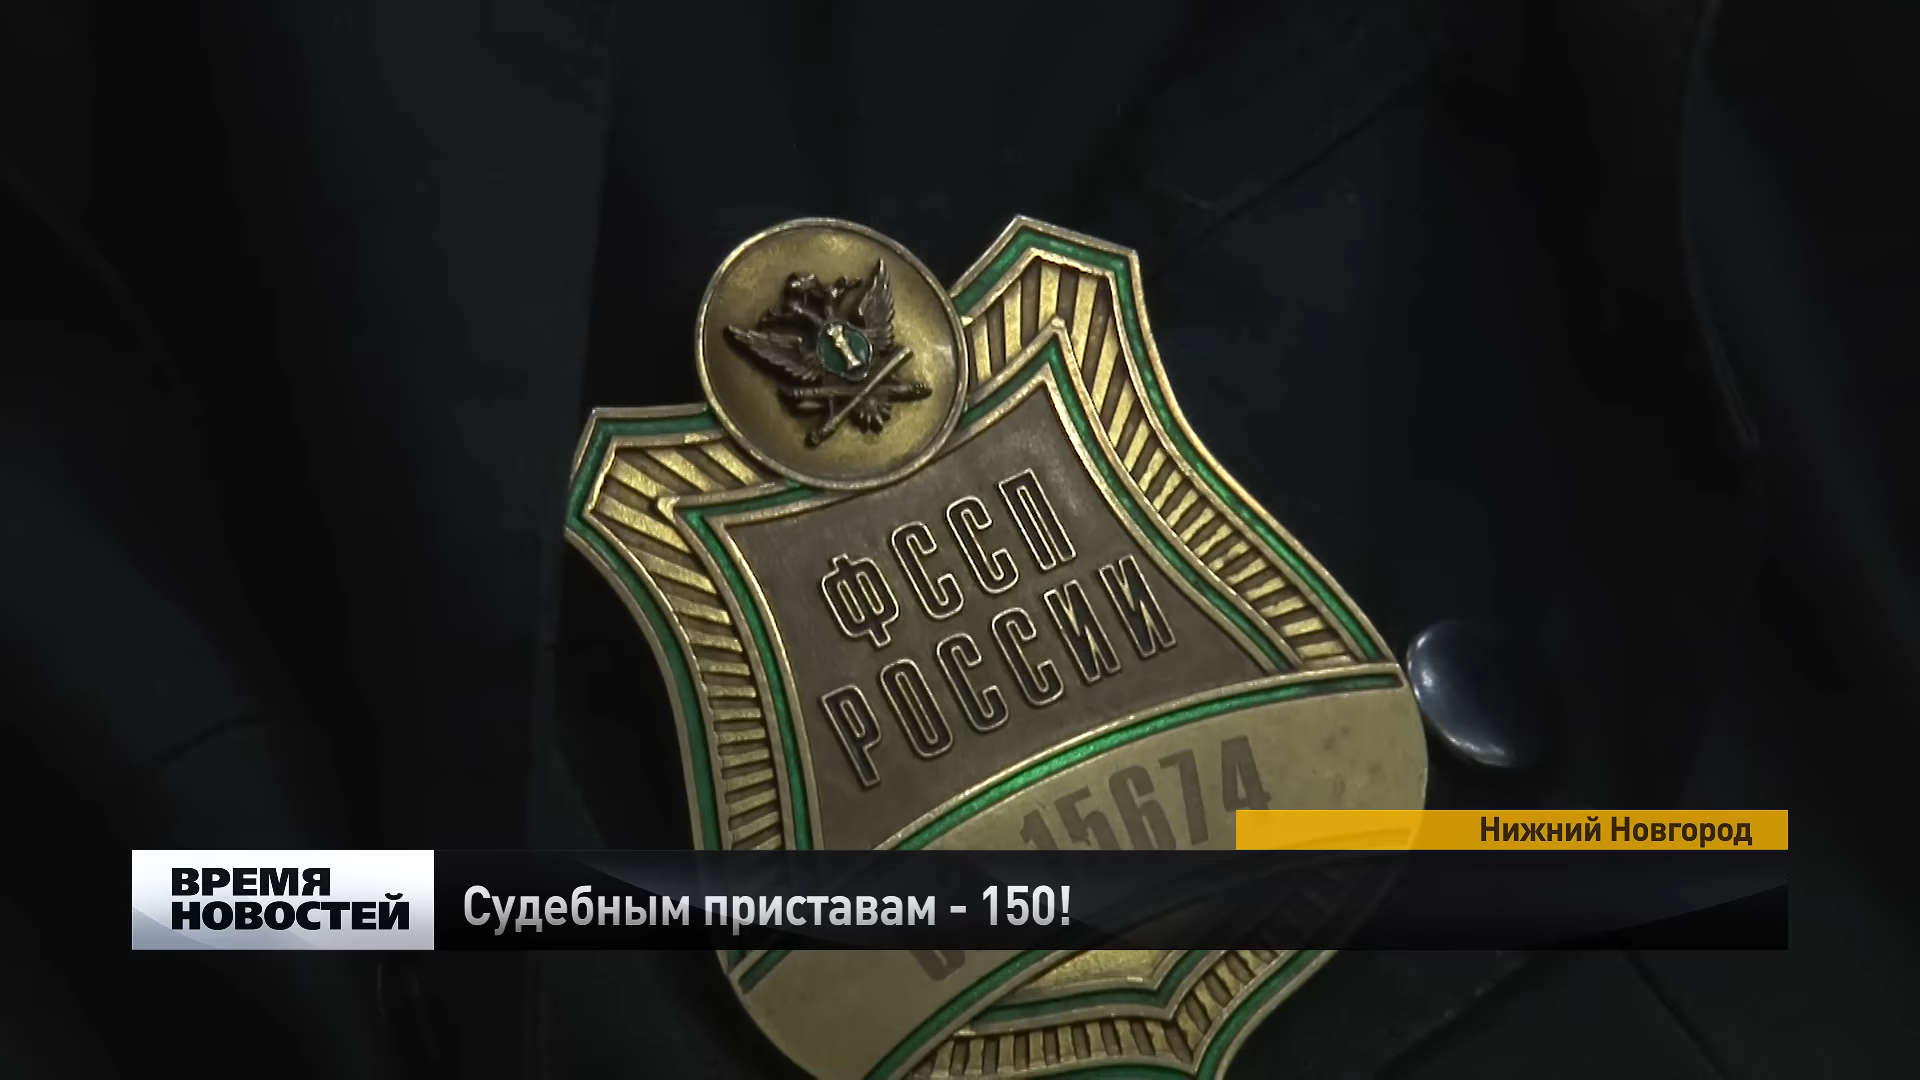 ФССП
РОССИИ
15674
Нижний Новгород
ВРЕМЯ
НОВОСТЕЙ
Судебным приставам - 150!